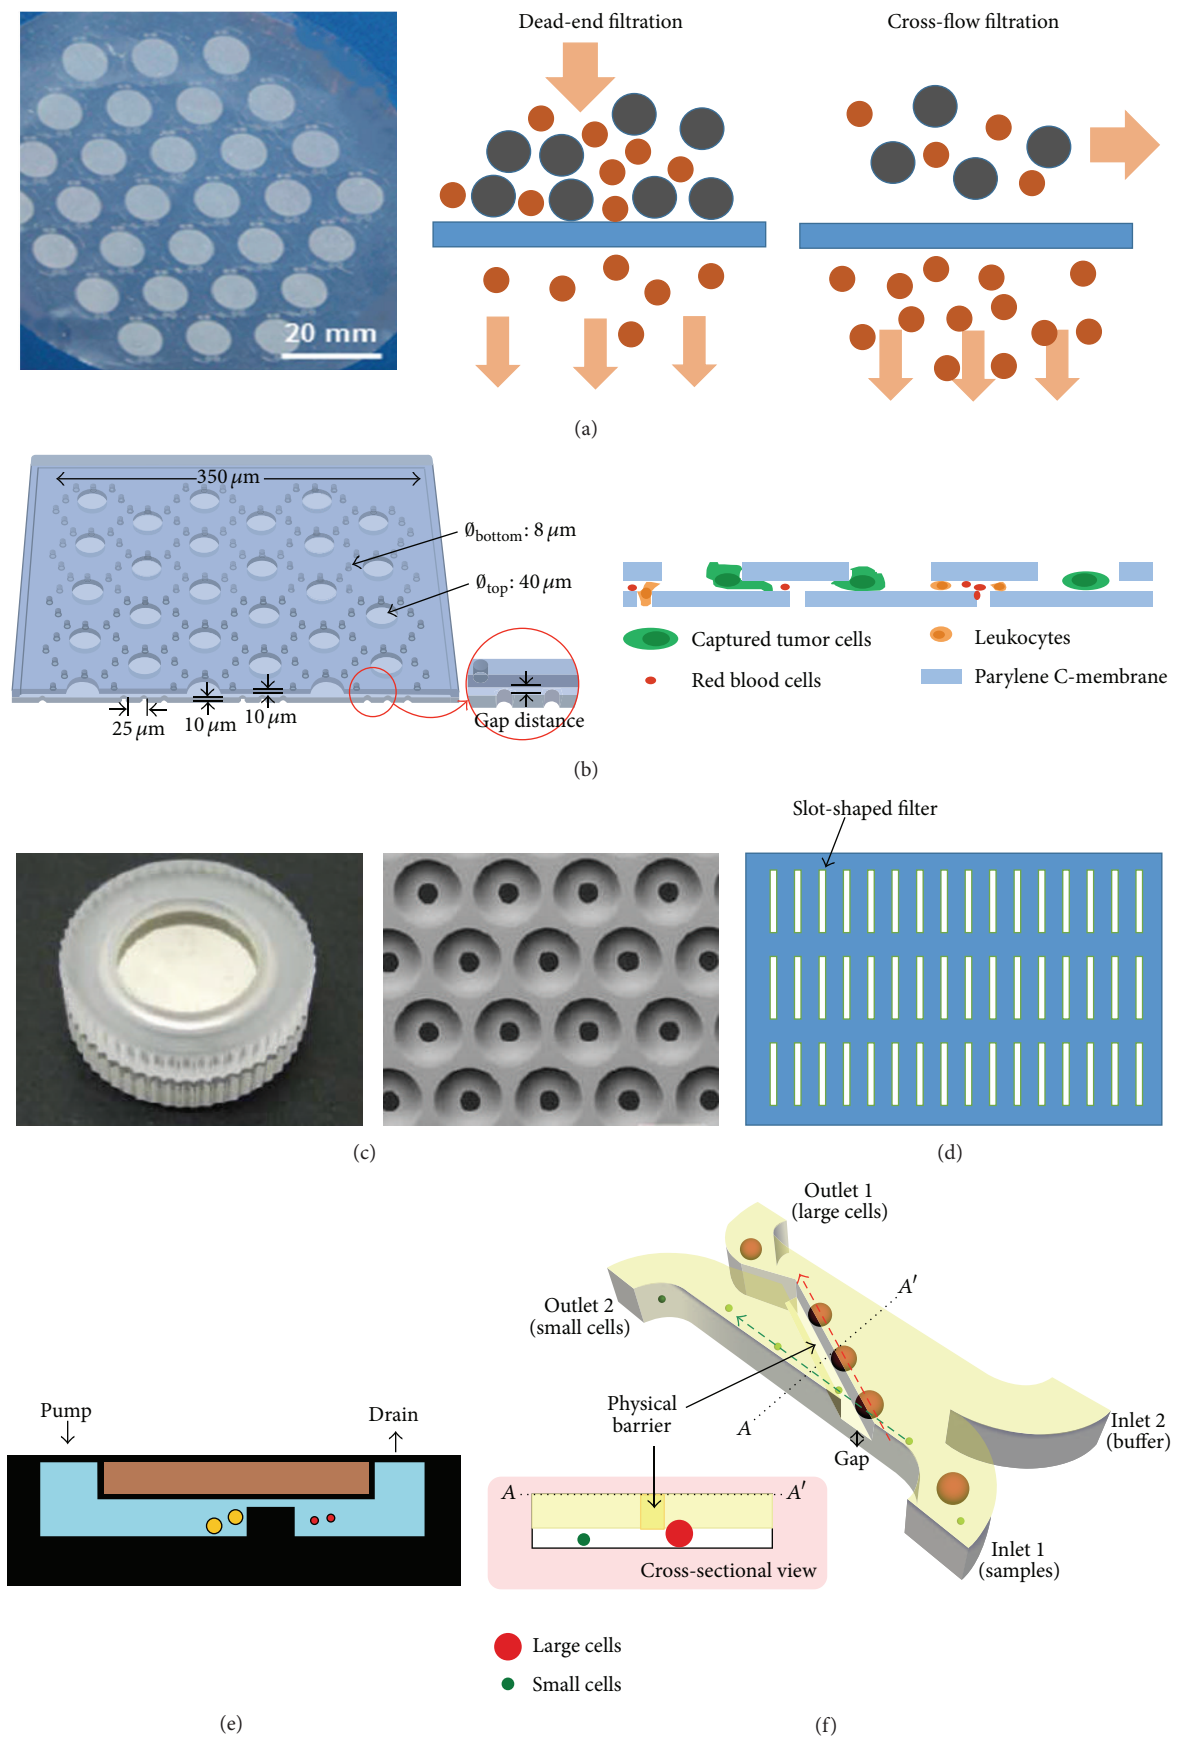 Dead-end filtration
Cross-flow filtration
20 mm
(a)
350 μm
Ø_bottom: 8 μm
Ø_top: 40 μm
25 μm
10 μm
10 μm
Gap distance
Captured tumor cells
Leukocytes
Red blood cells
Parylene C-membrane
(b)
Slot-shaped filter
(c)
(d)
Pump
Drain
(e)
Outlet 1
(large cells)
Outlet 2
(small cells)
A′
A
Physical
barrier
Gap
Inlet 2
(buffer)
Inlet 1
(samples)
A
A′
Cross-sectional view
Large cells
Small cells
(f)